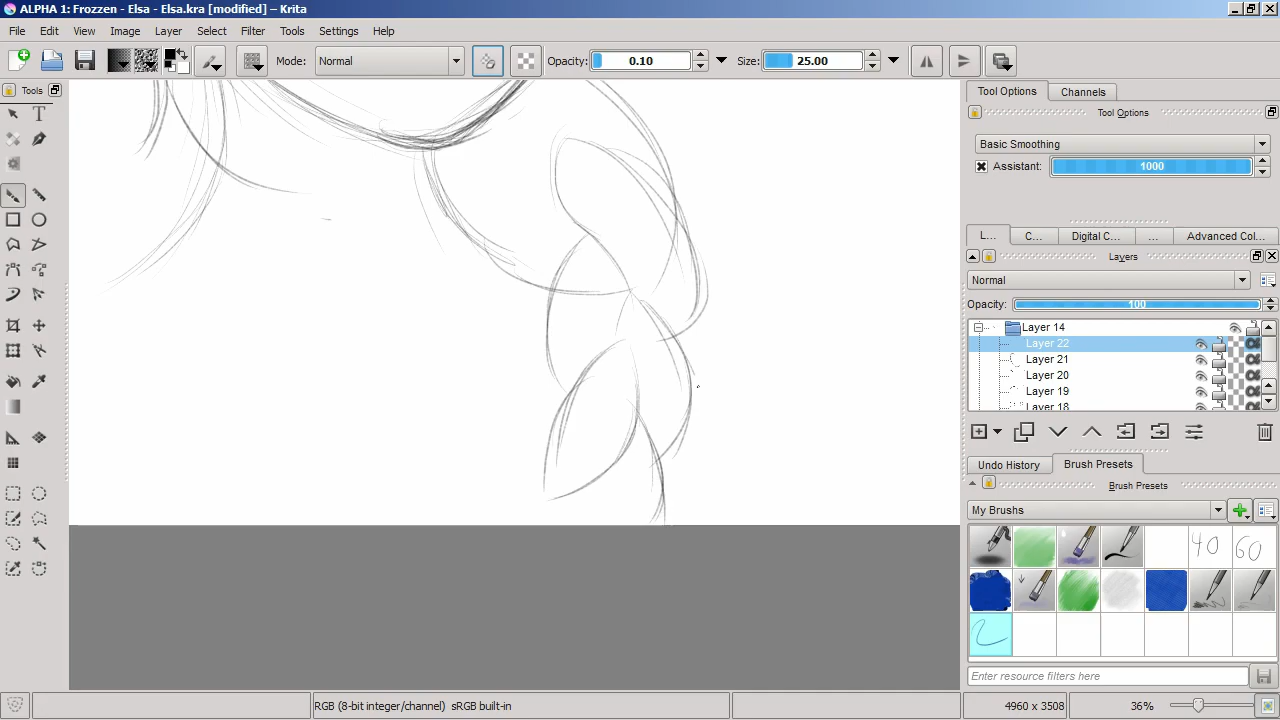 ALPHA 1: Frozzen - Elsa - Elsa.kra [modified] – Krita
File Edit View Image Layer Select Filter Tools Settings Help
Mode: Normal Opacity: 0.10 Size: 25.00
Tools
T
Tool Options Channels
Tool Options
Basic Smoothing
Assistant: 1000
L... C... Digital C... ... Advanced Col...
Layers
Normal
Opacity: 100
Layer 14
Layer 22
Layer 21
Layer 20
Layer 19
Layer 18
Undo History Brush Presets
Brush Presets
My Brushs
40 60
Enter resource filters here
RGB (8-bit integer/channel) sRGB built-in 4960 x 3508 36%